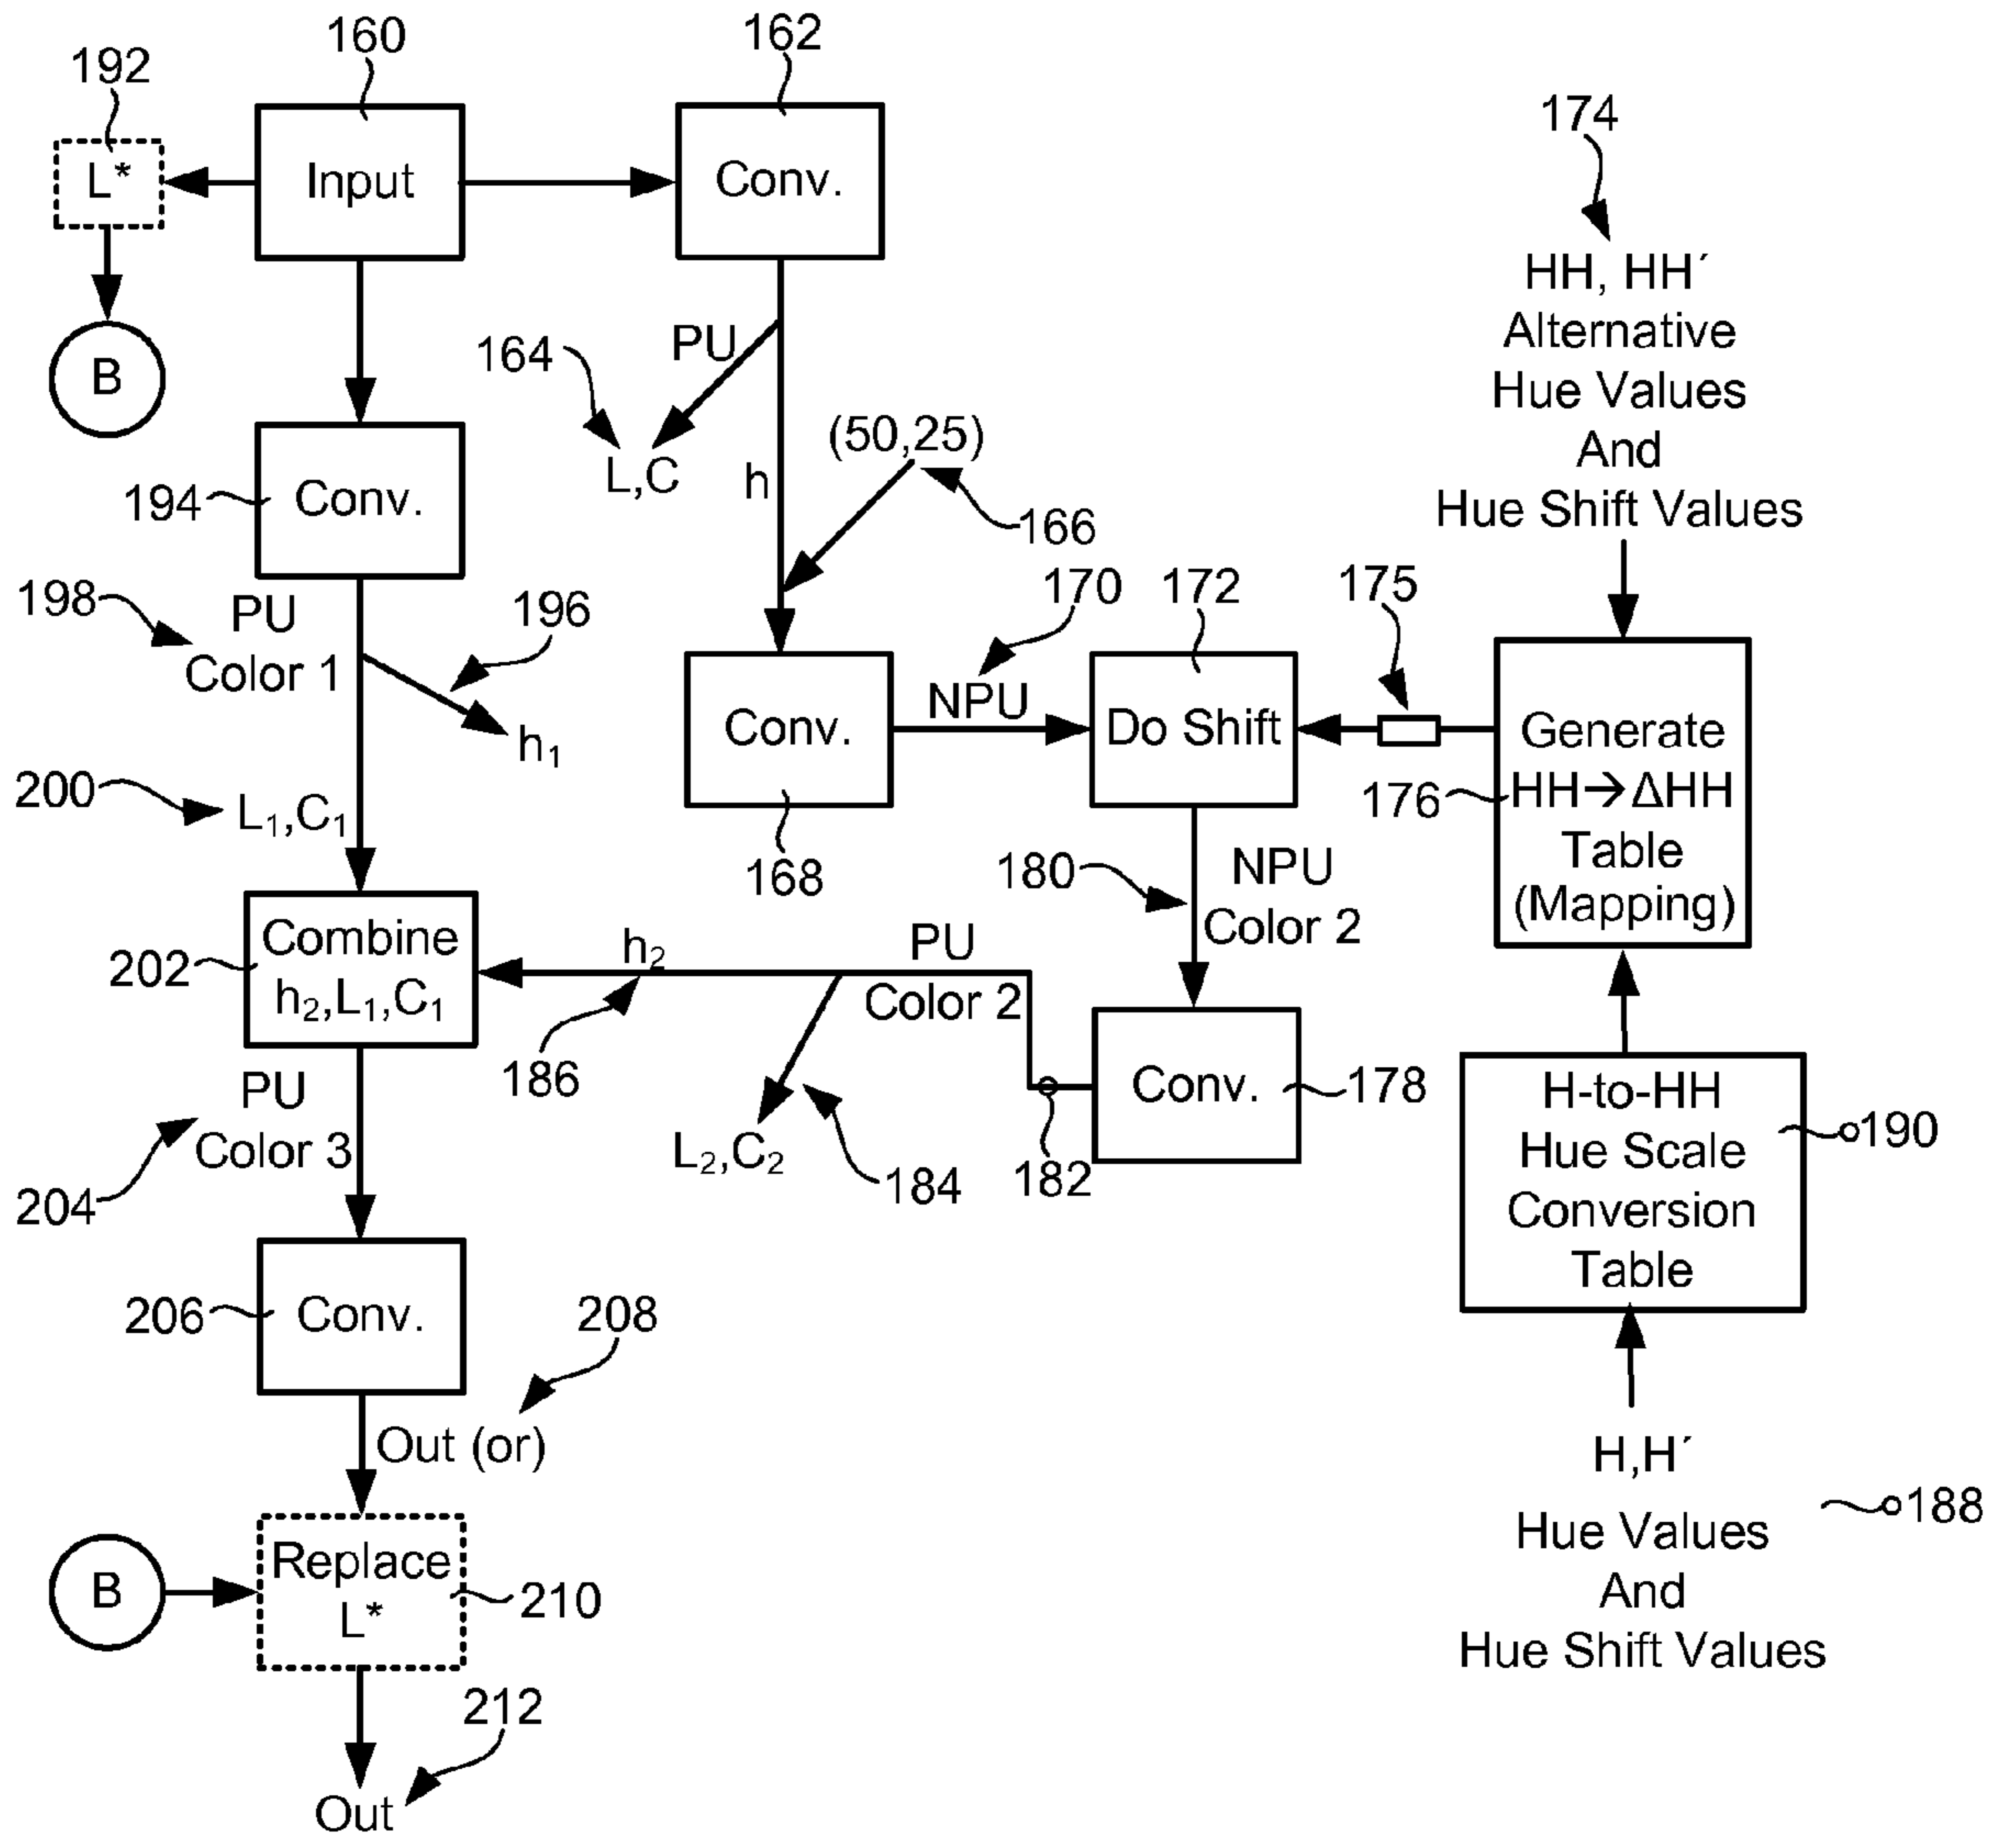 160
162
192
174
L*
Input
Conv.
HH, HH´
Alternative
Hue Values
And
Hue Shift Values
B
164
PU
L,C
(50,25)
h
166
194
Conv.
198
PU
Color 1
196
h₁
170
172
175
NPU
Conv.
168
Do Shift
Generate
176
HH→ΔHH
Table
(Mapping)
200
L₁,C₁
180
NPU
Color 2
202
Combine
h₂,L₁,C₁
h₂
186
PU
Color 2
L₂,C₂
184
182
Conv.
178
H-to-HH
Hue Scale
Conversion
Table
190
204
PU
Color 3
206
Conv.
208
Out (or)
H,H´
188
Hue Values
And
Hue Shift Values
B
Replace
L*
210
212
Out